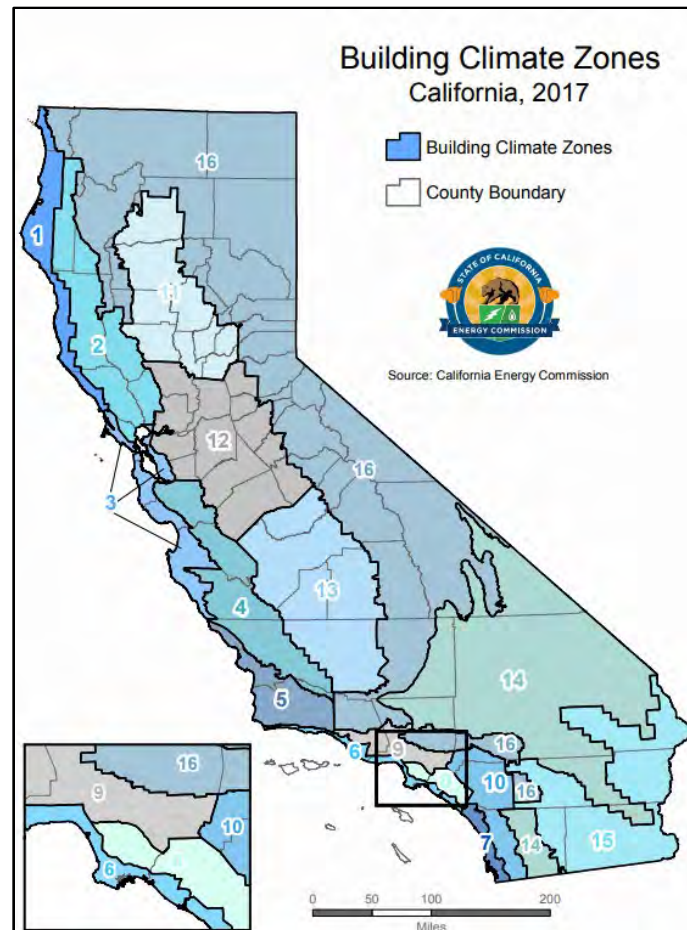 Building Climate Zones
California, 2017
Building Climate Zones
County Boundary
STATE OF CALIFORNIA
ENERGY COMMISSION
Source: California Energy Commission
16
1
11
2
12
16
3
13
4
14
5
16
6
9
8
10
16
7
14
15
16
9
10
8
6
0 50 100 200
Miles